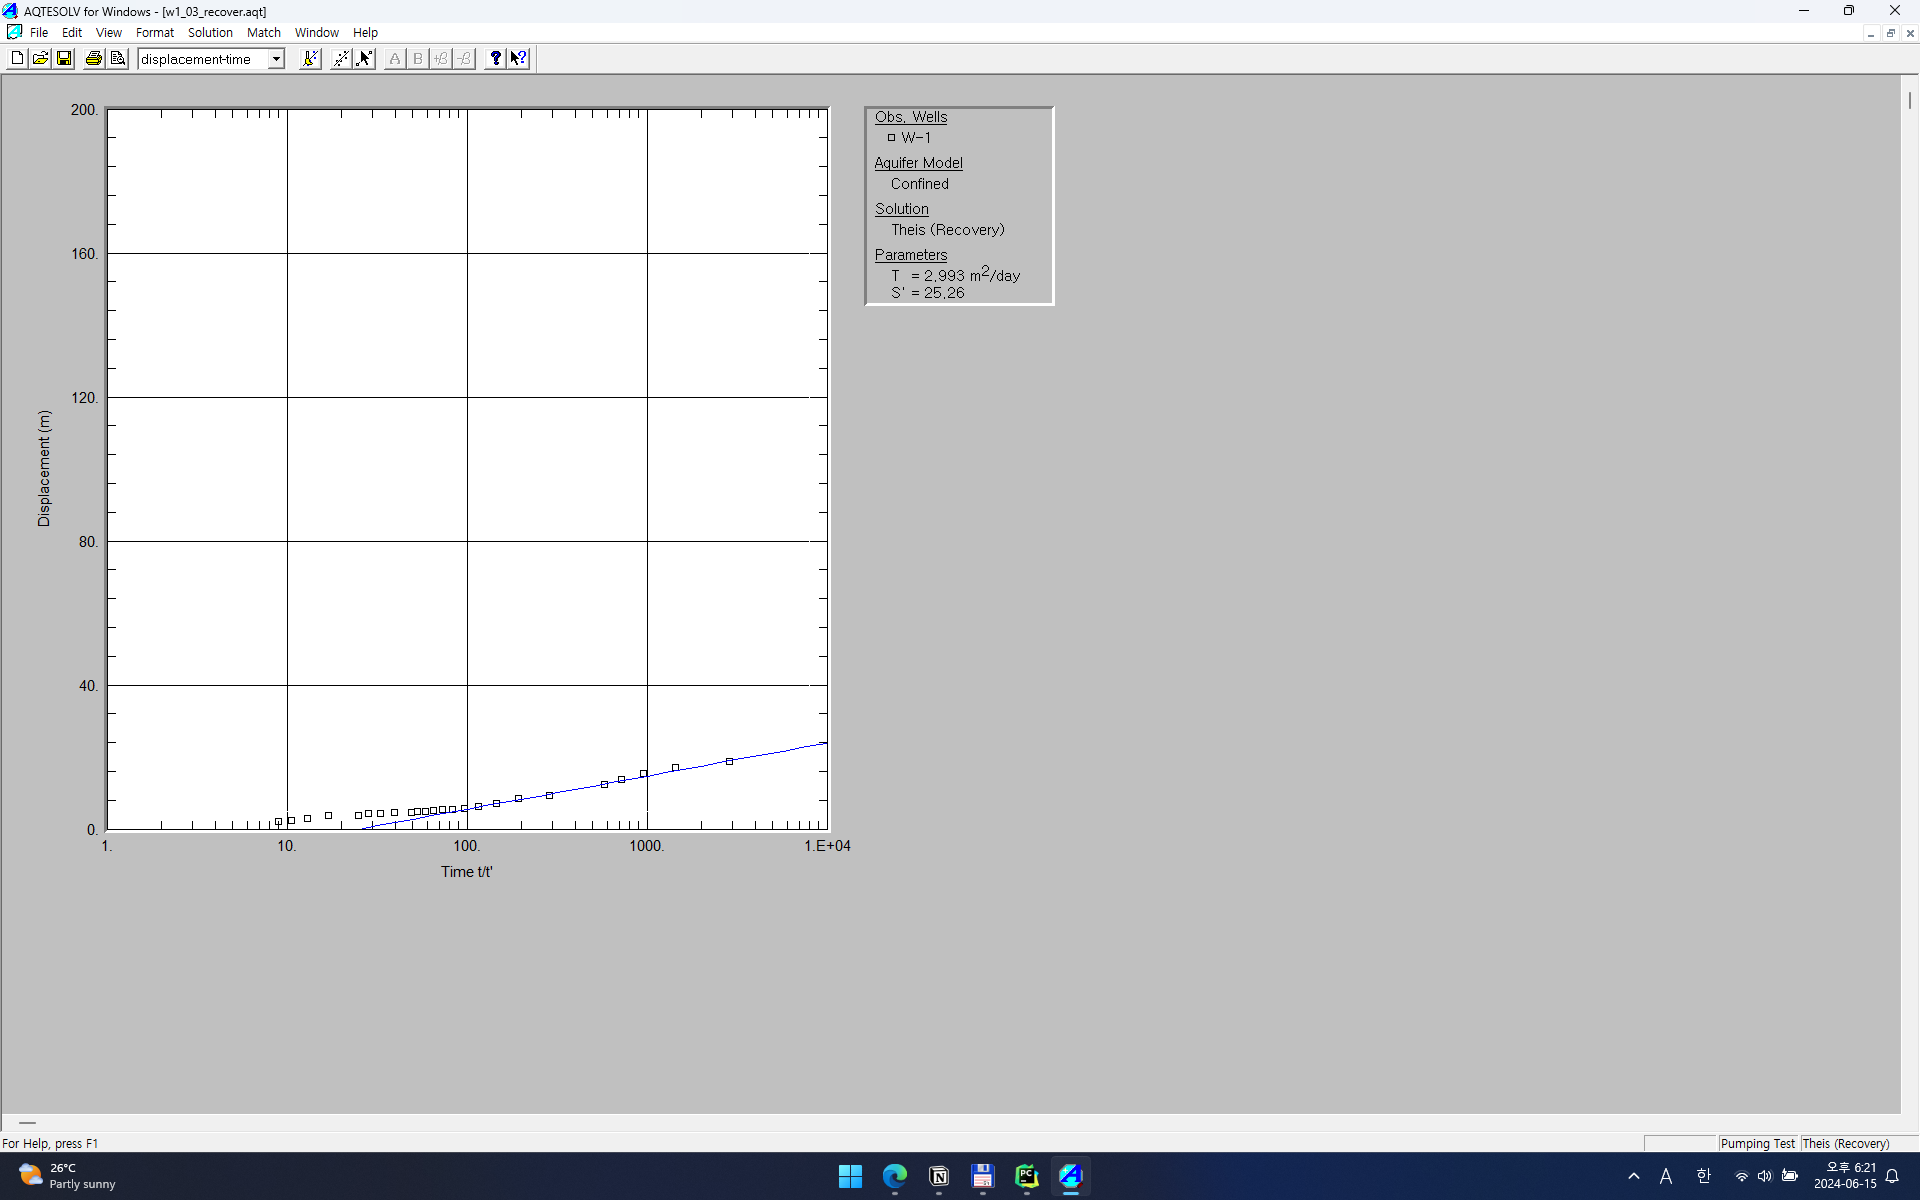 AQTESOLV for Windows - [w1_03_recover.aqt]
File Edit View Format Solution Match Window Help
displacement-time
A B +B -B
200.
160.
120.
80.
40.
0.
Displacement (m)
1. 10. 100. 1000. 1.E+04
Time t/t'
Obs. Wells
W-1
Aquifer Model
Confined
Solution
Theis (Recovery)
Parameters
T = 2.993 m2/day
S' = 25.26
For Help, press F1
Pumping Test Theis (Recovery)
26°C
Partly sunny
A 한
오후 6:21
2024-06-15